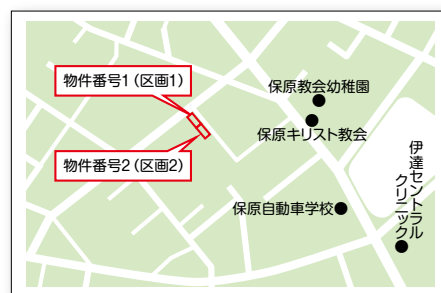 物件番号1（区画1）
物件番号2（区画2）
保原教会幼稚園
保原キリスト教会
保原自動車学校
伊達セントラル
クリニック